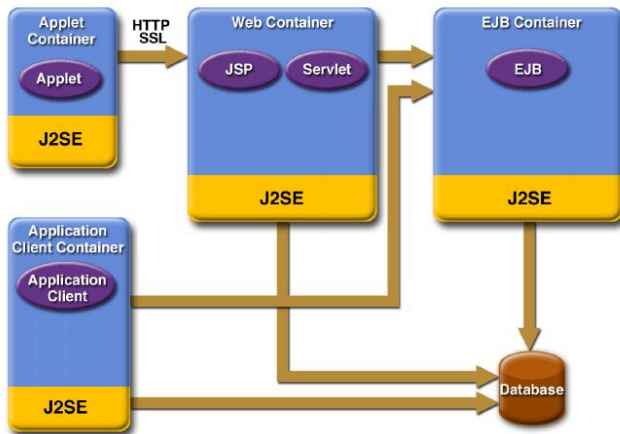 Applet
Container
Applet
J2SE
HTTP
SSL
Web Container
JSP
Servlet
J2SE
EJB Container
EJB
J2SE
Application
Client Container
Application
Client
J2SE
Database